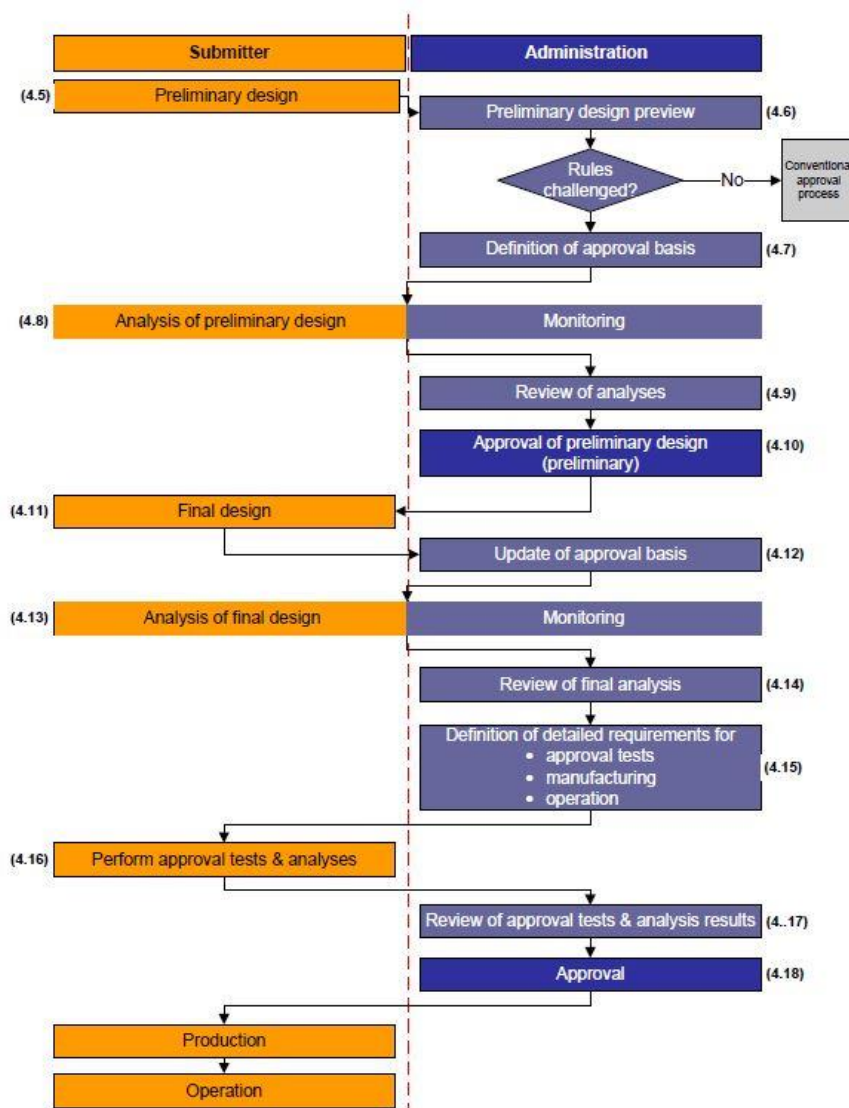 Submitter
Administration
(4.5)
Preliminary design
Preliminary design preview
(4.6)
Rules
challenged?
No
Conventional
approval
process
Definition of approval basis
(4.7)
(4.8)
Analysis of preliminary design
Monitoring
Review of analyses
(4.9)
Approval of preliminary design
(preliminary)
(4.10)
(4.11)
Final design
Update of approval basis
(4.12)
(4.13)
Analysis of final design
Monitoring
Review of final analysis
(4.14)
Definition of detailed requirements for
• approval tests
• manufacturing
• operation
(4.15)
(4.16)
Perform approval tests & analyses
Review of approval tests & analysis results
(4..17)
Approval
(4.18)
Production
Operation